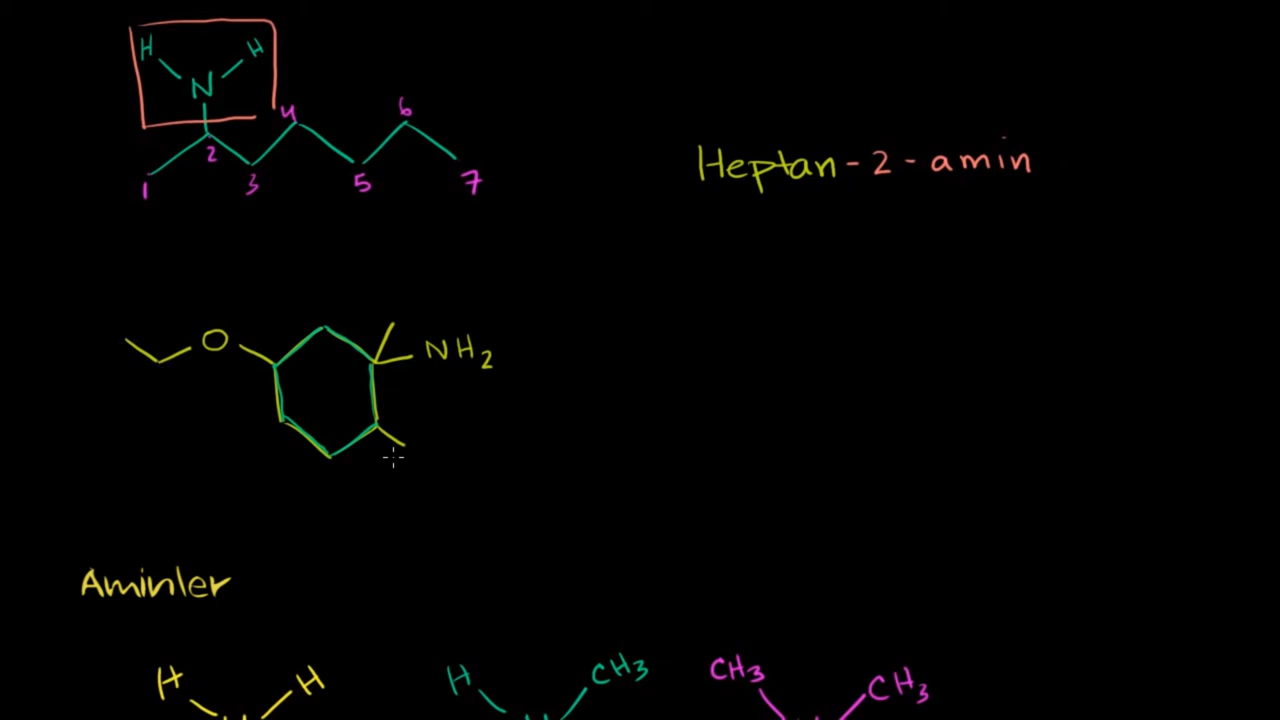 H H
N
4 6
2
1 3 5 7
Heptan-2-amin
O NH2
Aminler
H H H CH3 CH3 CH3